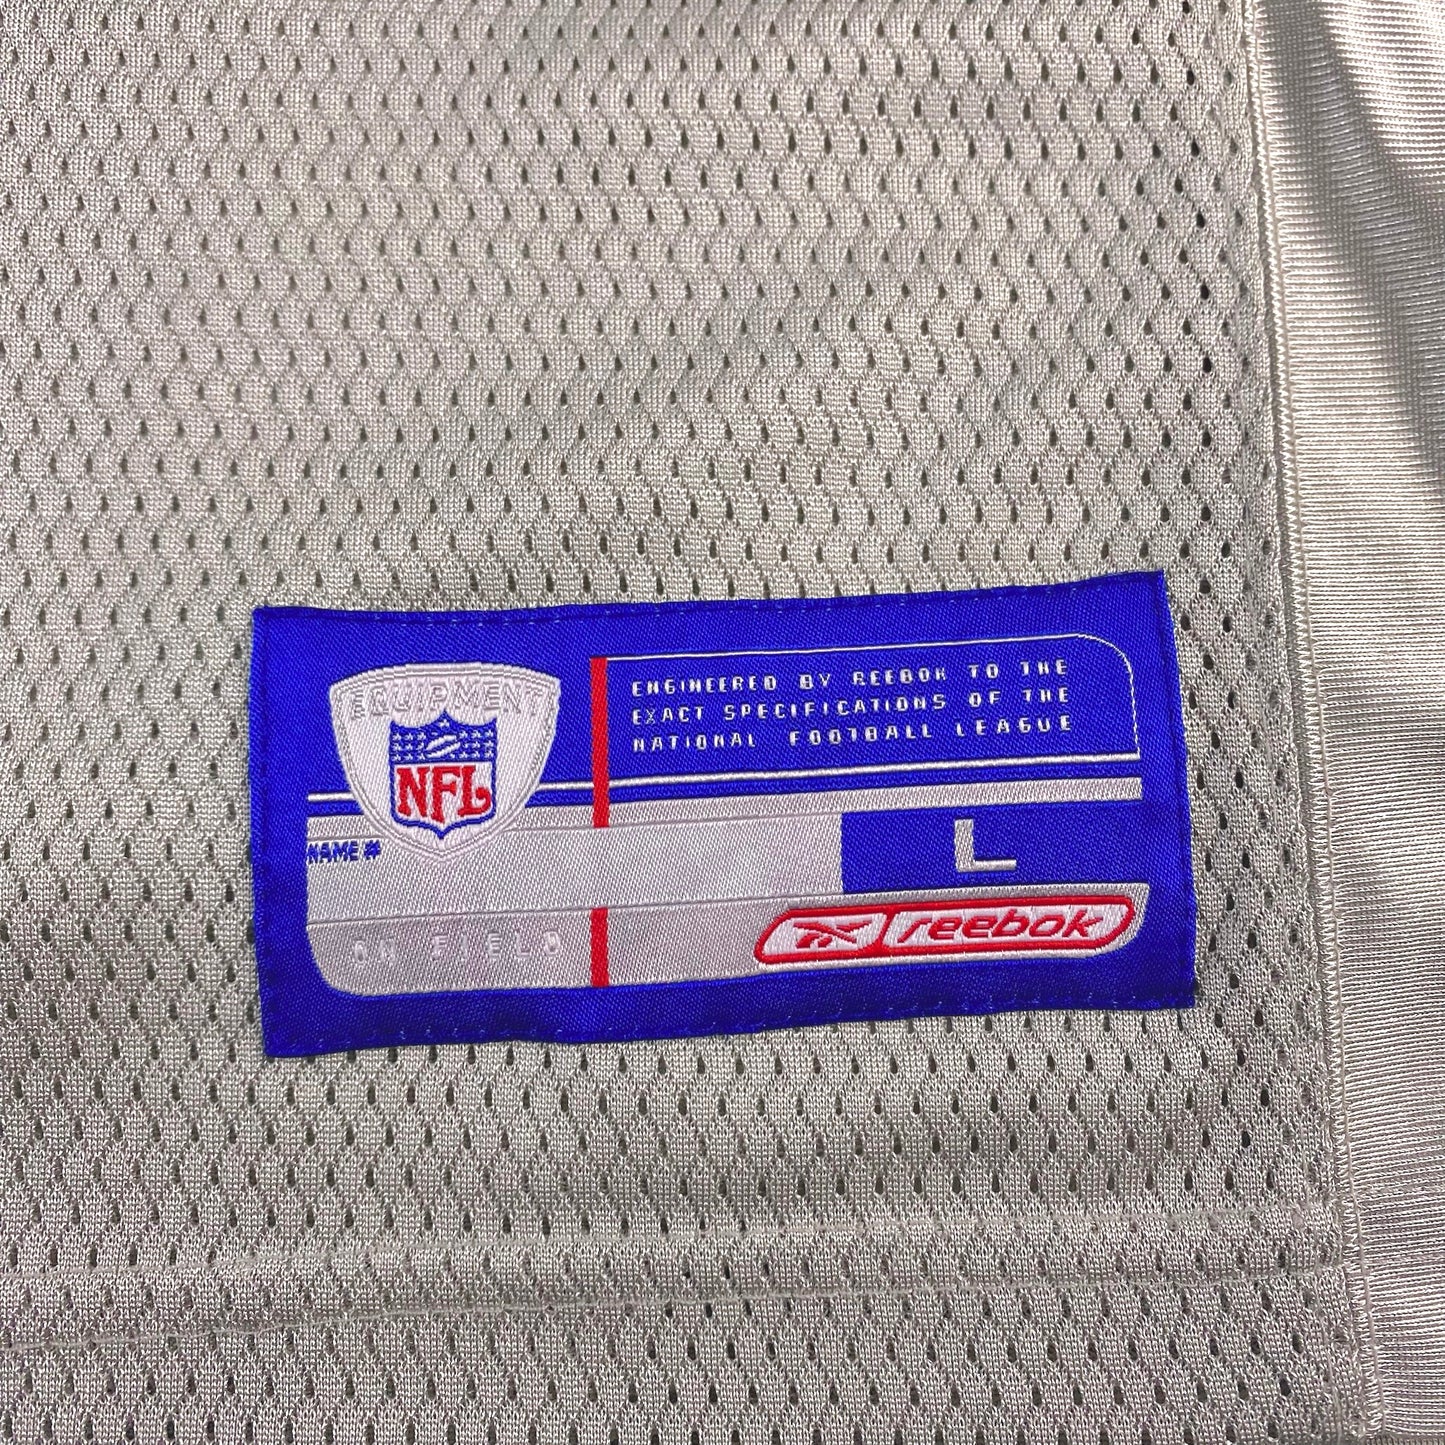 EQUIPMENT
NFL
ENGINEERED BY REEBOK TO THE
EXACT SPECIFICATIONS OF THE
NATIONAL FOOTBALL LEAGUE
NAME #
L
ON FIELD
reebok